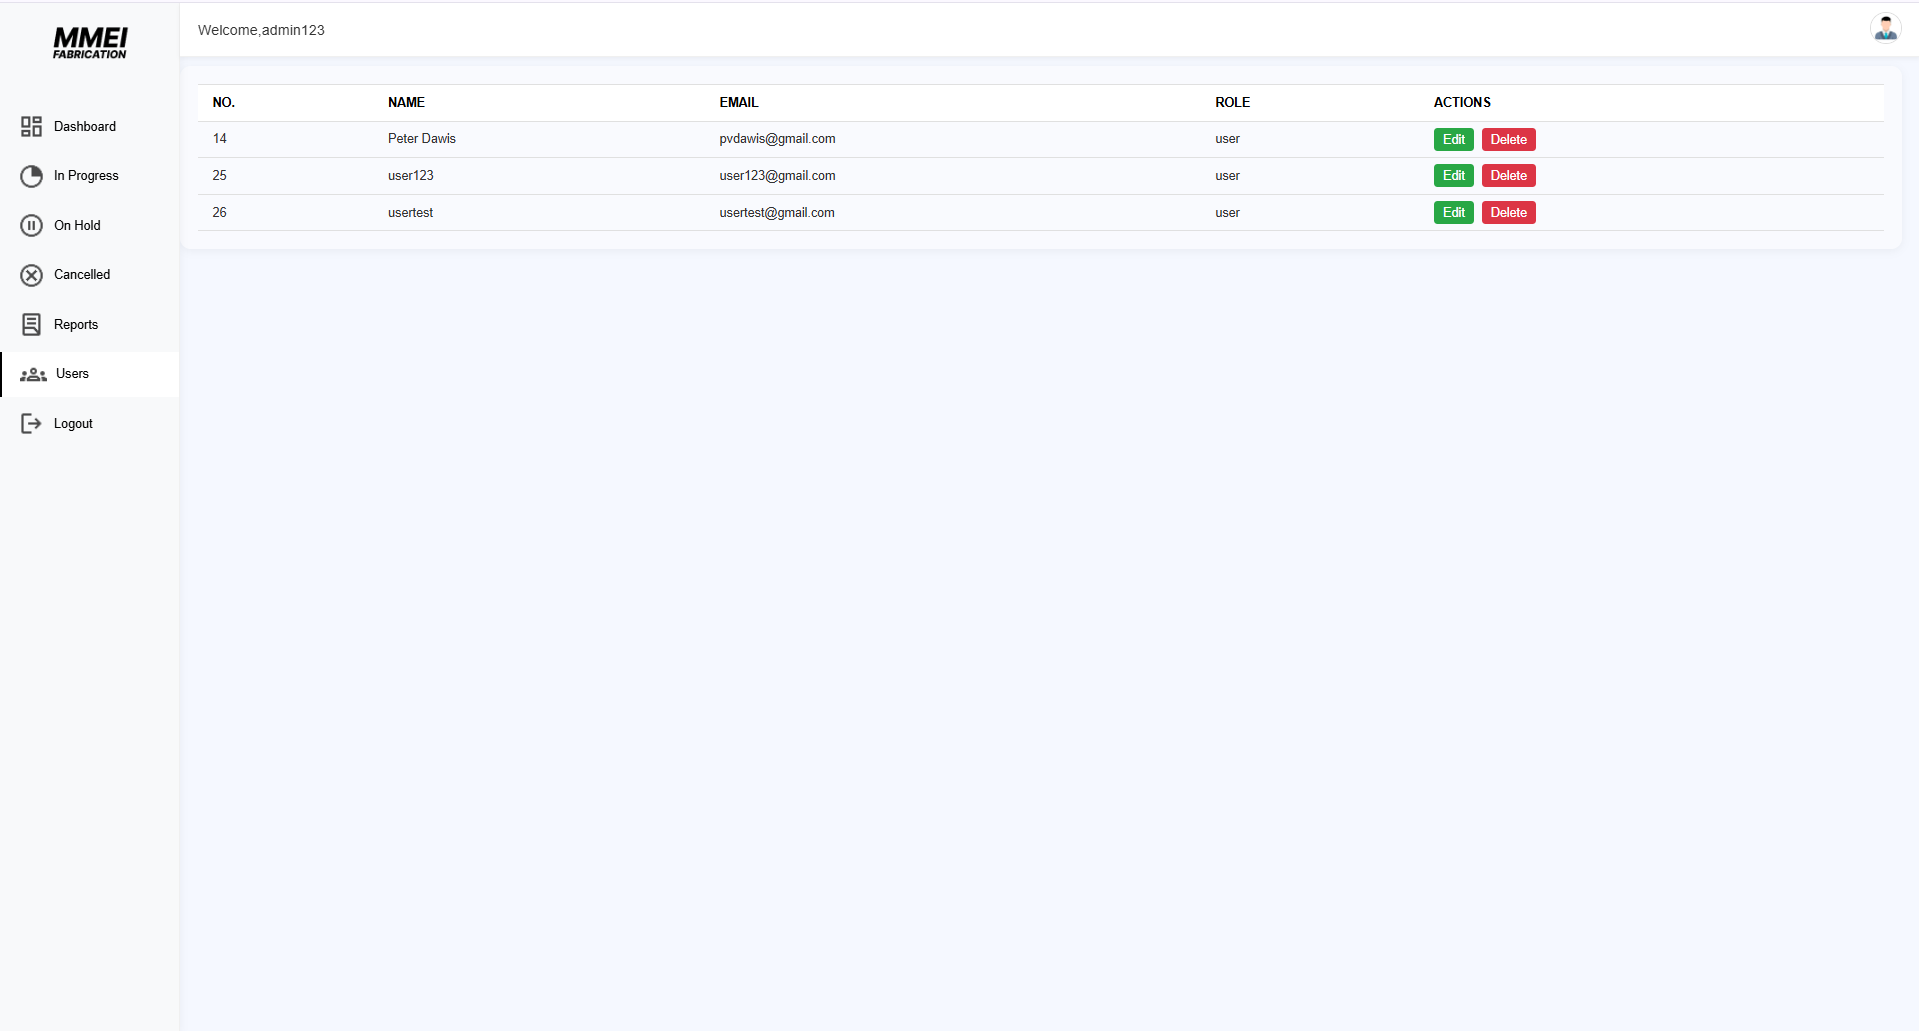 MMEI
FABRICATION
Welcome,admin123
Dashboard
In Progress
On Hold
Cancelled
Reports
Users
Logout
NO. NAME EMAIL ROLE ACTIONS
14 Peter Dawis pvdawis@gmail.com user Edit Delete
25 user123 user123@gmail.com user Edit Delete
26 usertest usertest@gmail.com user Edit Delete